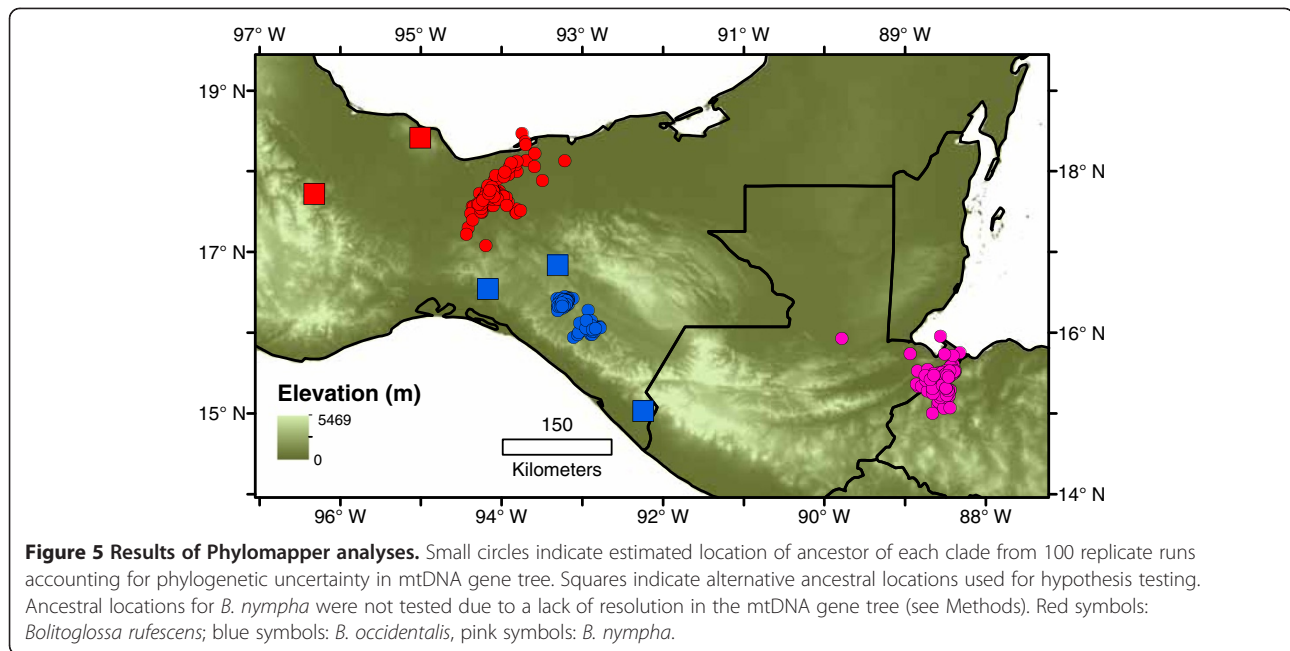 97° W 95° W 93° W 91° W 89° W
19° N
18° N
17° N
16° N
15° N
14° N
Elevation (m)
5469
0
150
Kilometers
96° W 94° W 92° W 90° W 88° W
Figure 5 Results of Phylomapper analyses. Small circles indicate estimated location of ancestor of each clade from 100 replicate runs
accounting for phylogenetic uncertainty in mtDNA gene tree. Squares indicate alternative ancestral locations used for hypothesis testing.
Ancestral locations for B. nympha were not tested due to a lack of resolution in the mtDNA gene tree (see Methods). Red symbols:
Bolitoglossa rufescens; blue symbols: B. occidentalis, pink symbols: B. nympha.